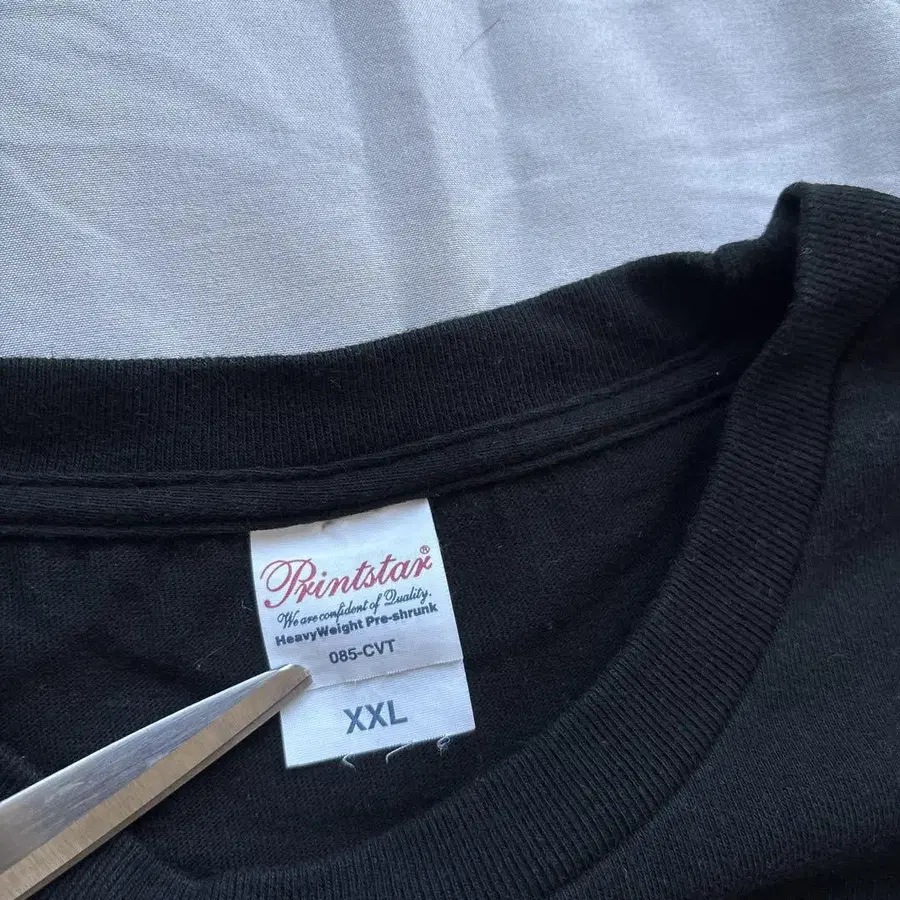 Printstar®
We are confident of Quality.
HeavyWeight Pre-shrunk
085-CVT
XXL